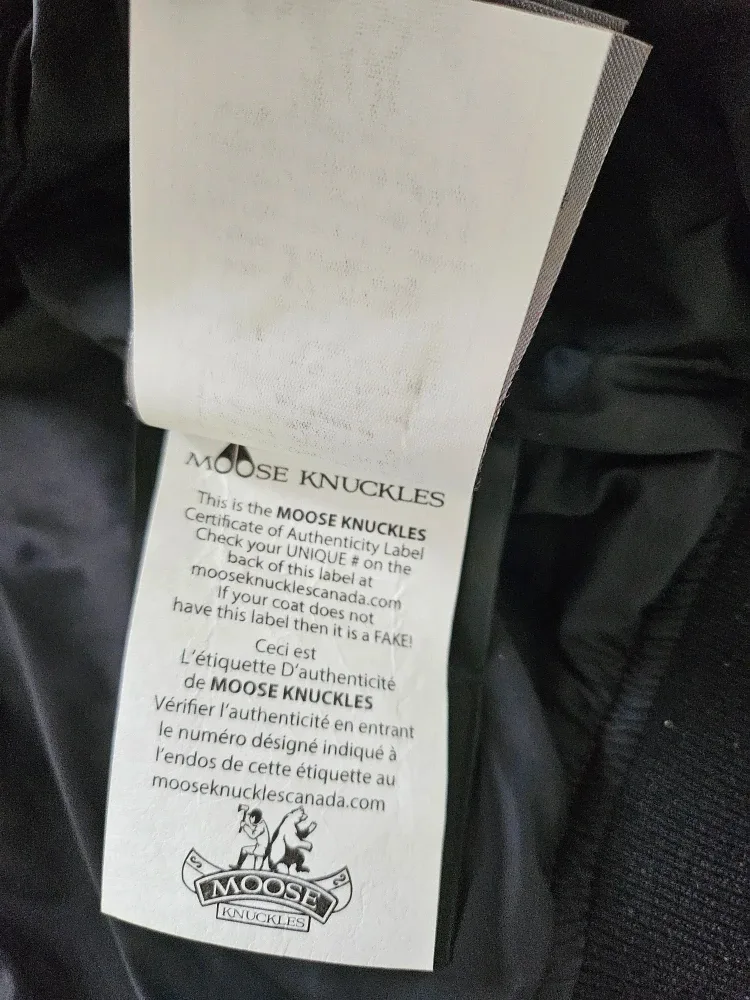 MOOSE KNUCKLES
This is the MOOSE KNUCKLES
Certificate of Authenticity Label
Check your UNIQUE # on the
back of this label at
mooseknucklescanada.com
If your coat does not
have this label then it is a FAKE!
Ceci est
L'étiquette D'authenticité
de MOOSE KNUCKLES
Vérifier l'authenticité en entrant
le numéro désigné indiqué à
l'endos de cette étiquette au
mooseknucklescanada.com
MOOSE
KNUCKLES